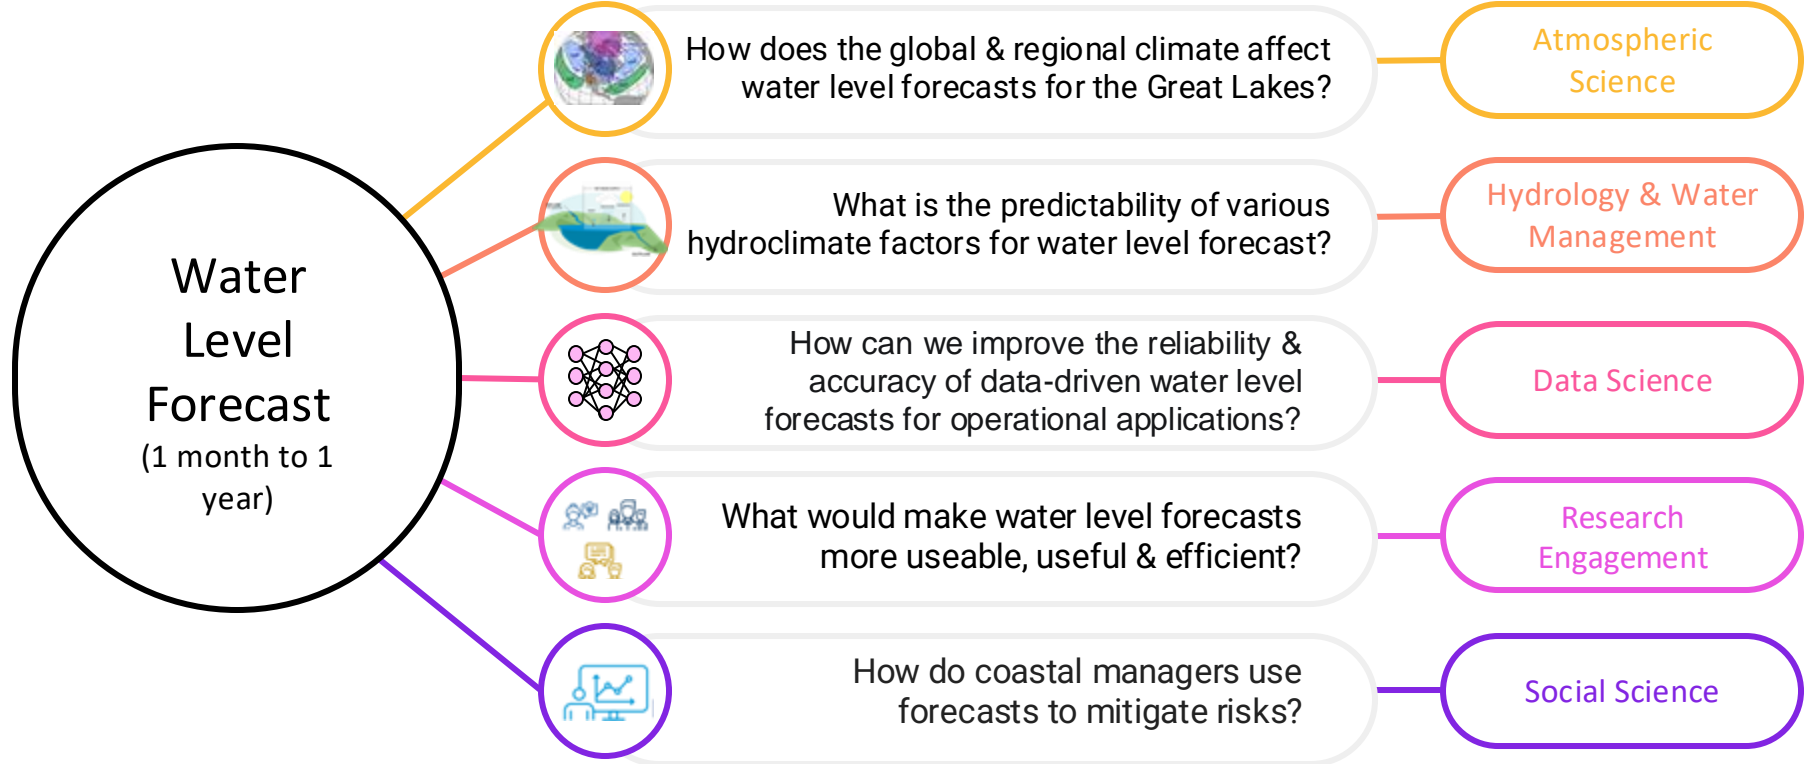 Water
Level
Forecast
(1 month to 1
year)
How does the global & regional climate affect
water level forecasts for the Great Lakes?
Atmospheric
Science
What is the predictability of various
hydroclimate factors for water level forecast?
Hydrology & Water
Management
How can we improve the reliability &
accuracy of data-driven water level
forecasts for operational applications?
Data Science
What would make water level forecasts
more useable, useful & efficient?
Research
Engagement
How do coastal managers use
forecasts to mitigate risks?
Social Science